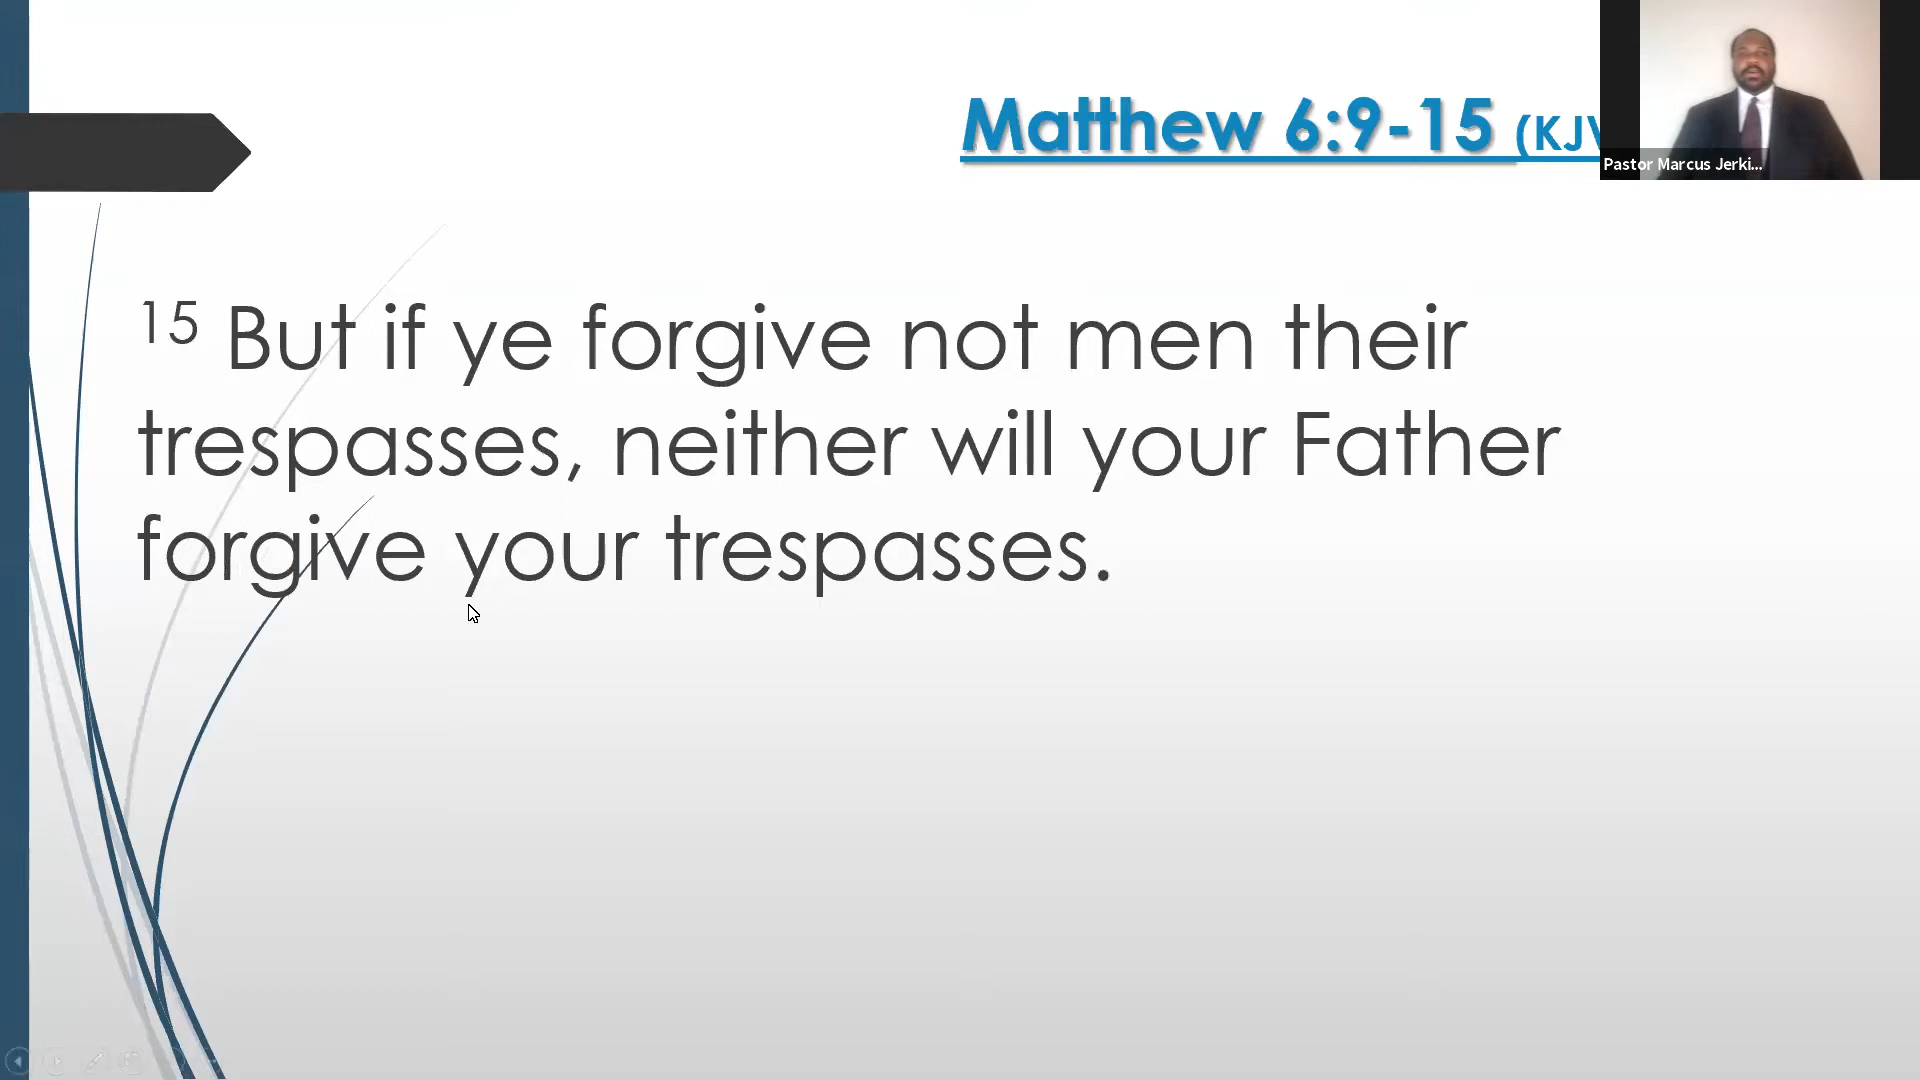 Matthew 6:9-15 (KJV
Pastor Marcus Jerki...
15 But if ye forgive not men their
trespasses, neither will your Father
forgive your trespasses.